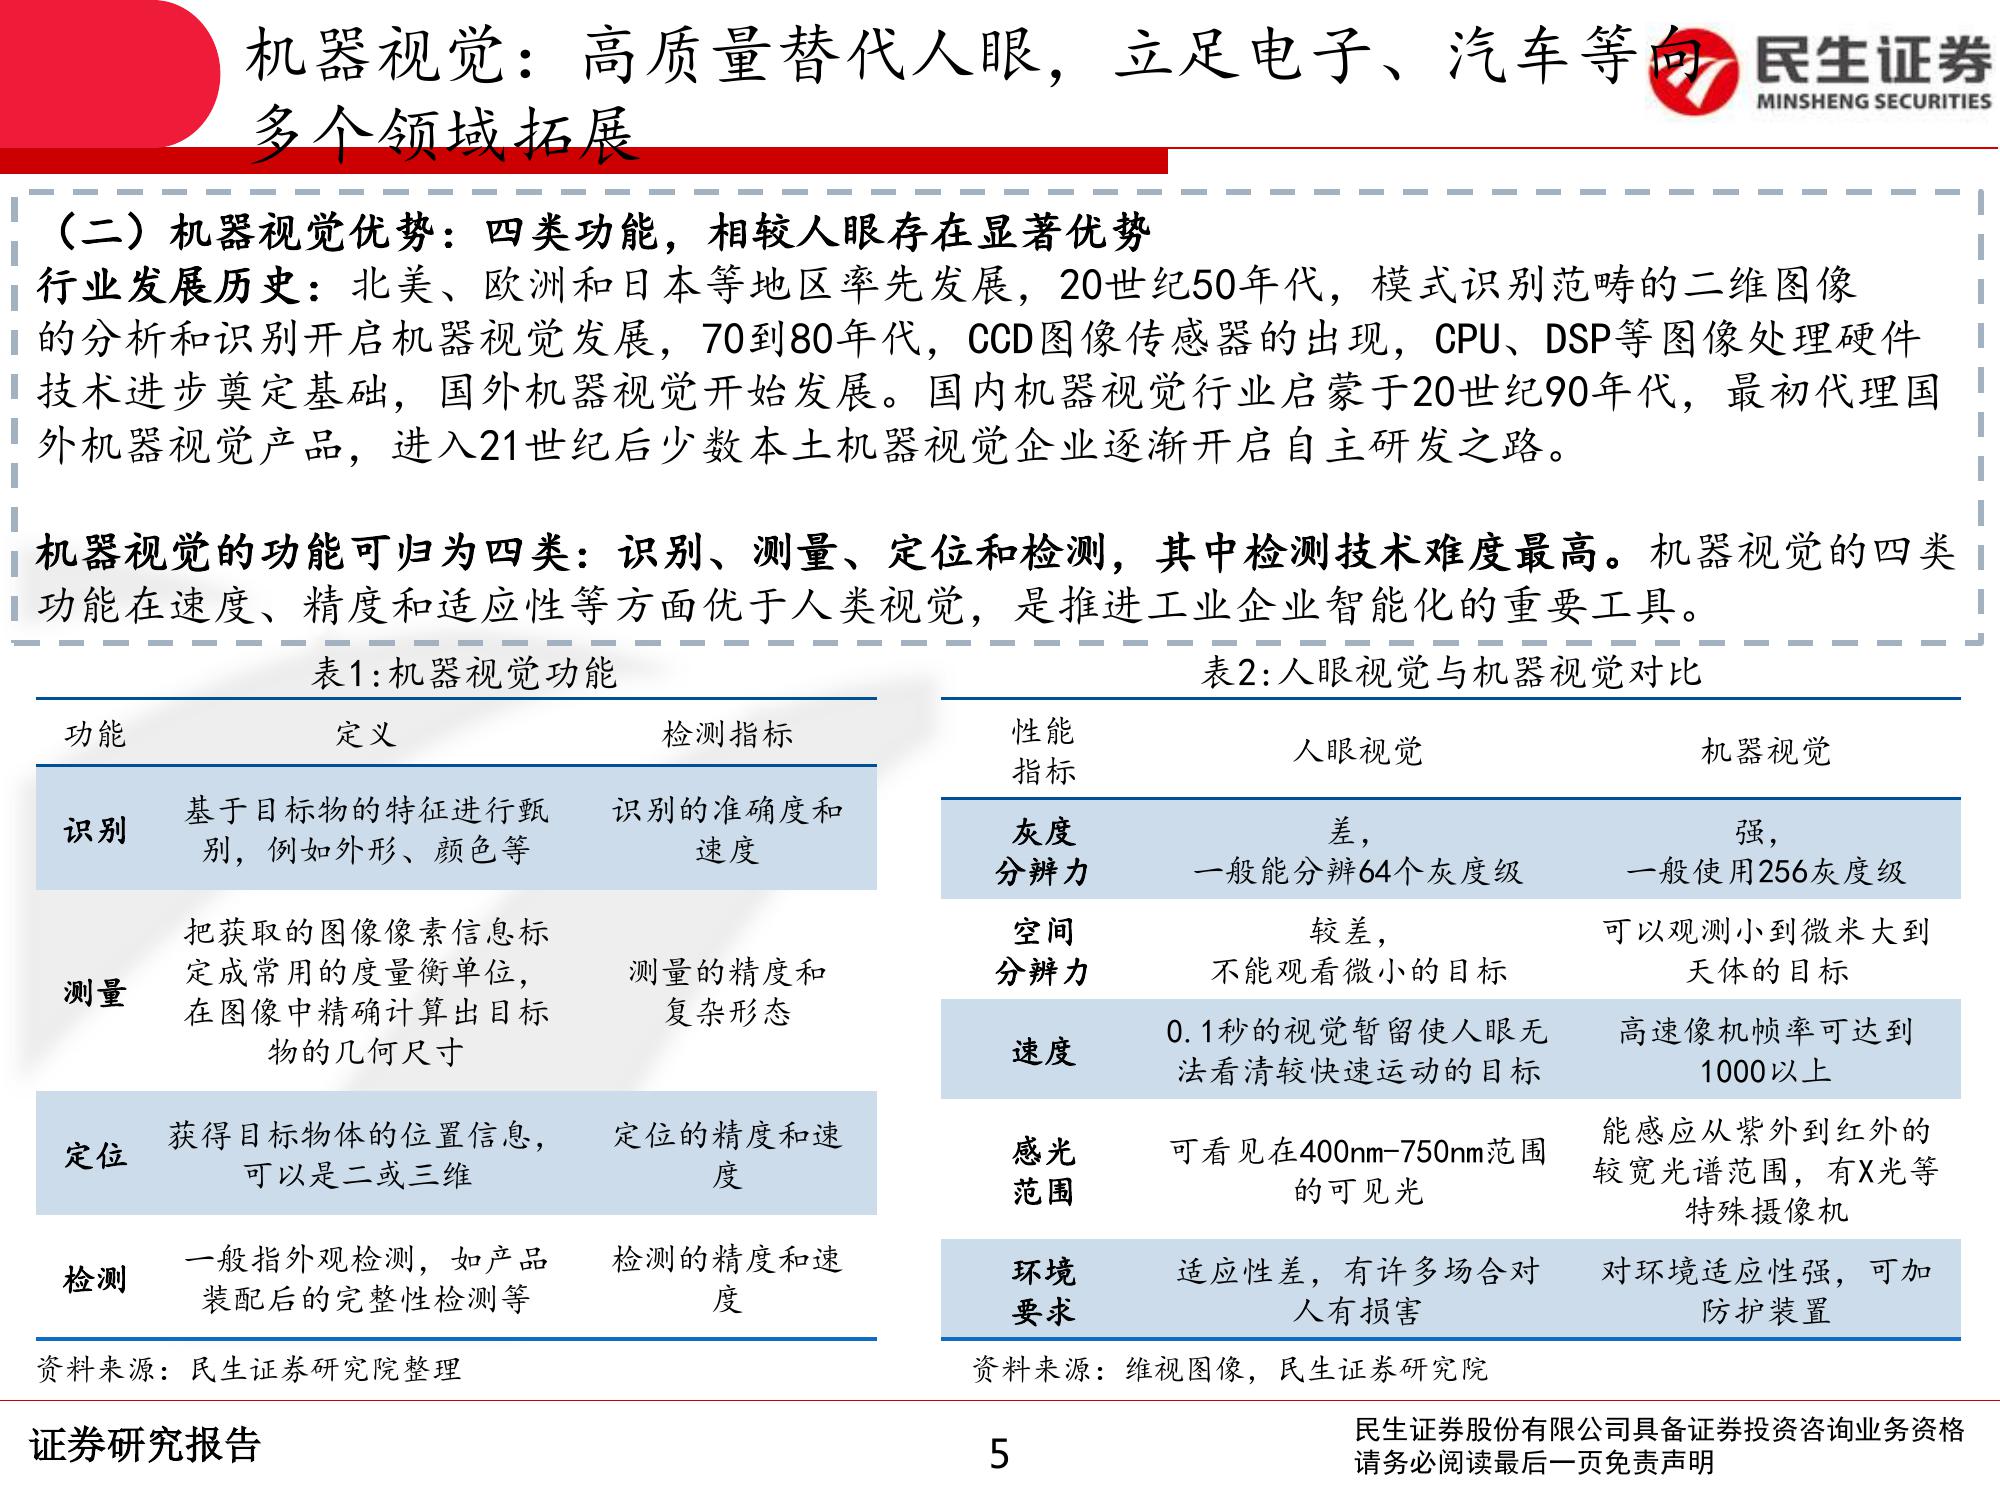 机器视觉：高质量替代人眼，立足电子、汽车等向
多个领域拓展
民生证券
MINSHENG SECURITIES
（二）机器视觉优势：四类功能，相较人眼存在显著优势
行业发展历史：北美、欧洲和日本等地区率先发展，20世纪50年代，模式识别范畴的二维图像
的分析和识别开启机器视觉发展，70到80年代，CCD图像传感器的出现，CPU、DSP等图像处理硬件
技术进步奠定基础，国外机器视觉开始发展。国内机器视觉行业启蒙于20世纪90年代，最初代理国
外机器视觉产品，进入21世纪后少数本土机器视觉企业逐渐开启自主研发之路。
机器视觉的功能可归为四类：识别、测量、定位和检测，其中检测技术难度最高。机器视觉的四类
功能在速度、精度和适应性等方面优于人类视觉，是推进工业企业智能化的重要工具。
表1:机器视觉功能
功能 定义 检测指标
识别 基于目标物的特征进行甄 识别的准确度和
别，例如外形、颜色等 速度
把获取的图像像素信息标
定成常用的度量衡单位，
测量 测量的精度和
在图像中精确计算出目标 复杂形态
物的几何尺寸
定位 获得目标物体的位置信息， 定位的精度和速
可以是二或三维 度
检测 一般指外观检测，如产品 检测的精度和速
装配后的完整性检测等 度
资料来源：民生证券研究院整理
表2:人眼视觉与机器视觉对比
性能
指标 人眼视觉 机器视觉
灰度 差， 强，
分辨力 一般能分辨64个灰度级 一般使用256灰度级
空间 较差， 可以观测小到微米大到
分辨力 不能观看微小的目标 天体的目标
速度 0.1秒的视觉暂留使人眼无 高速像机帧率可达到
法看清较快速运动的目标 1000以上
感光 可看见在400nm-750nm范围 能感应从紫外到红外的
范围 的可见光 较宽光谱范围，有X光等
特殊摄像机
环境 适应性差，有许多场合对 对环境适应性强，可加
要求 人有损害 防护装置
资料来源：维视图像，民生证券研究院
证券研究报告
5
民生证券股份有限公司具备证券投资咨询业务资格
请务必阅读最后一页免责声明